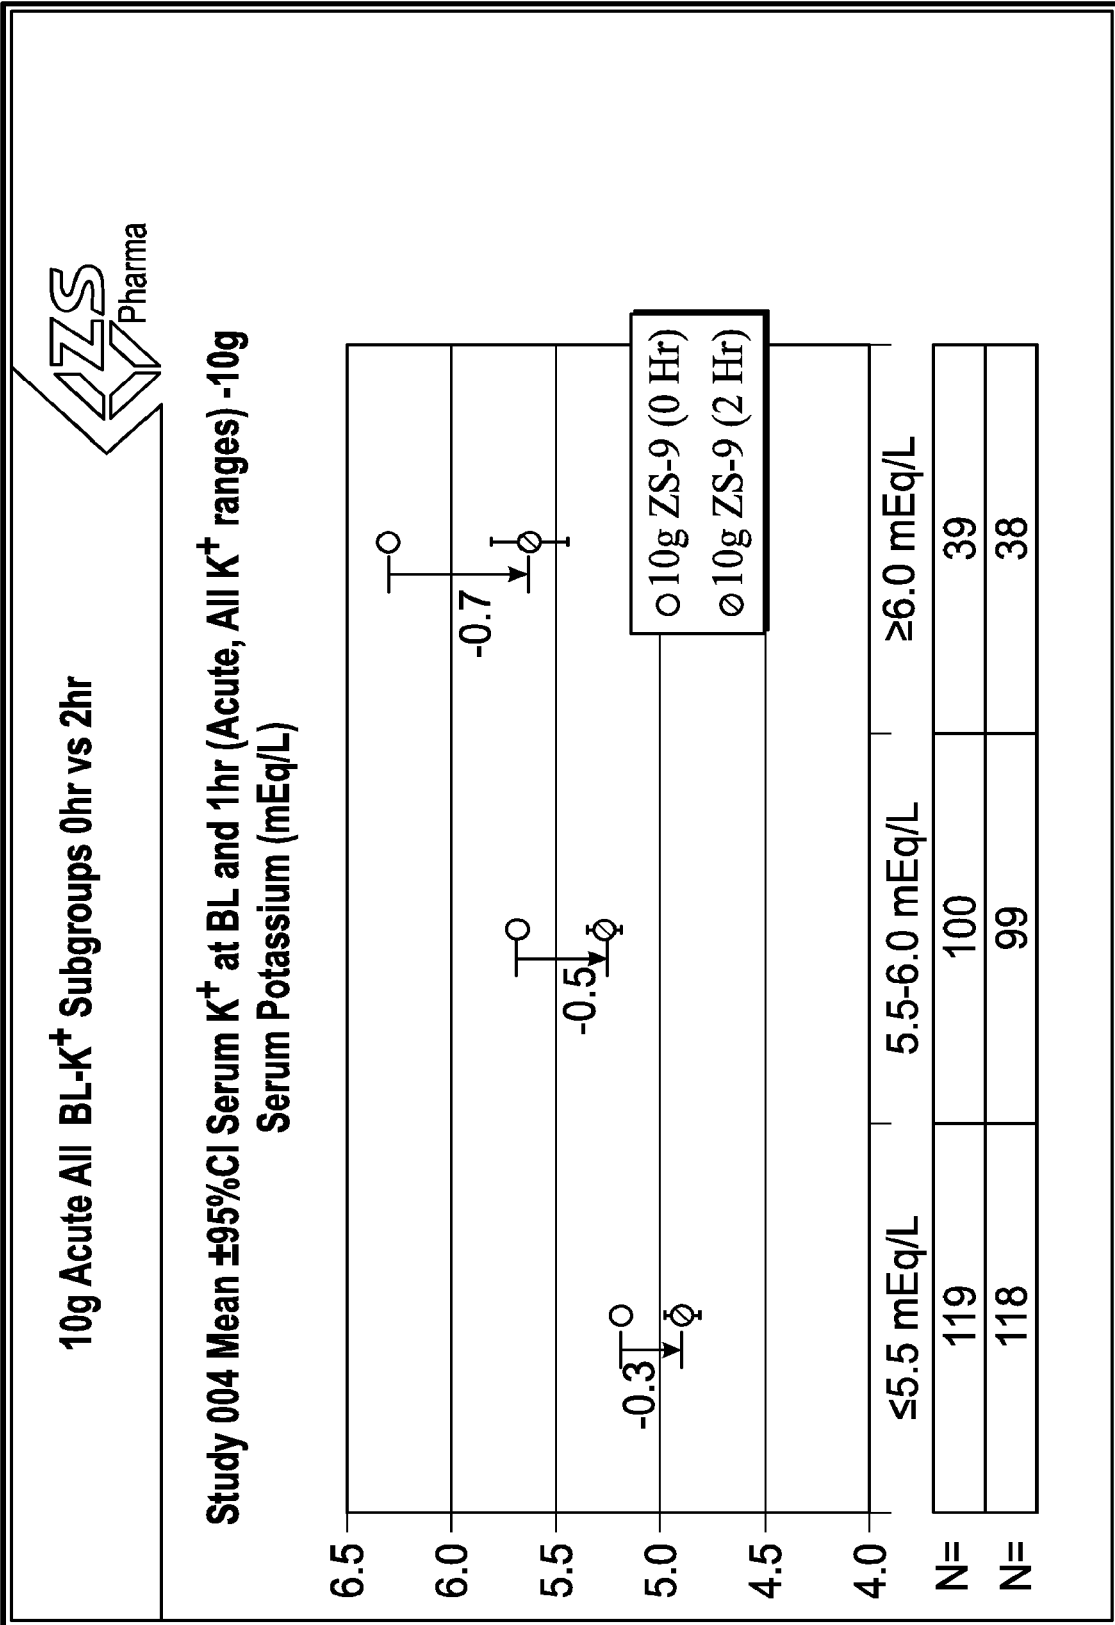 10g Acute All BL-K⁺ Subgroups 0hr vs 2hr
ZS
Pharma
Study 004 Mean ±95%CI Serum K⁺ at BL and 1hr (Acute, All K⁺ ranges) -10g
Serum Potassium (mEq/L)
6.5
6.0
5.5
5.0
4.5
4.0
-0.3
-0.5
-0.7
10g ZS-9 (0 Hr)
10g ZS-9 (2 Hr)
≤5.5 mEq/L 5.5-6.0 mEq/L ≥6.0 mEq/L
N= 119 100 39
N= 118 99 38